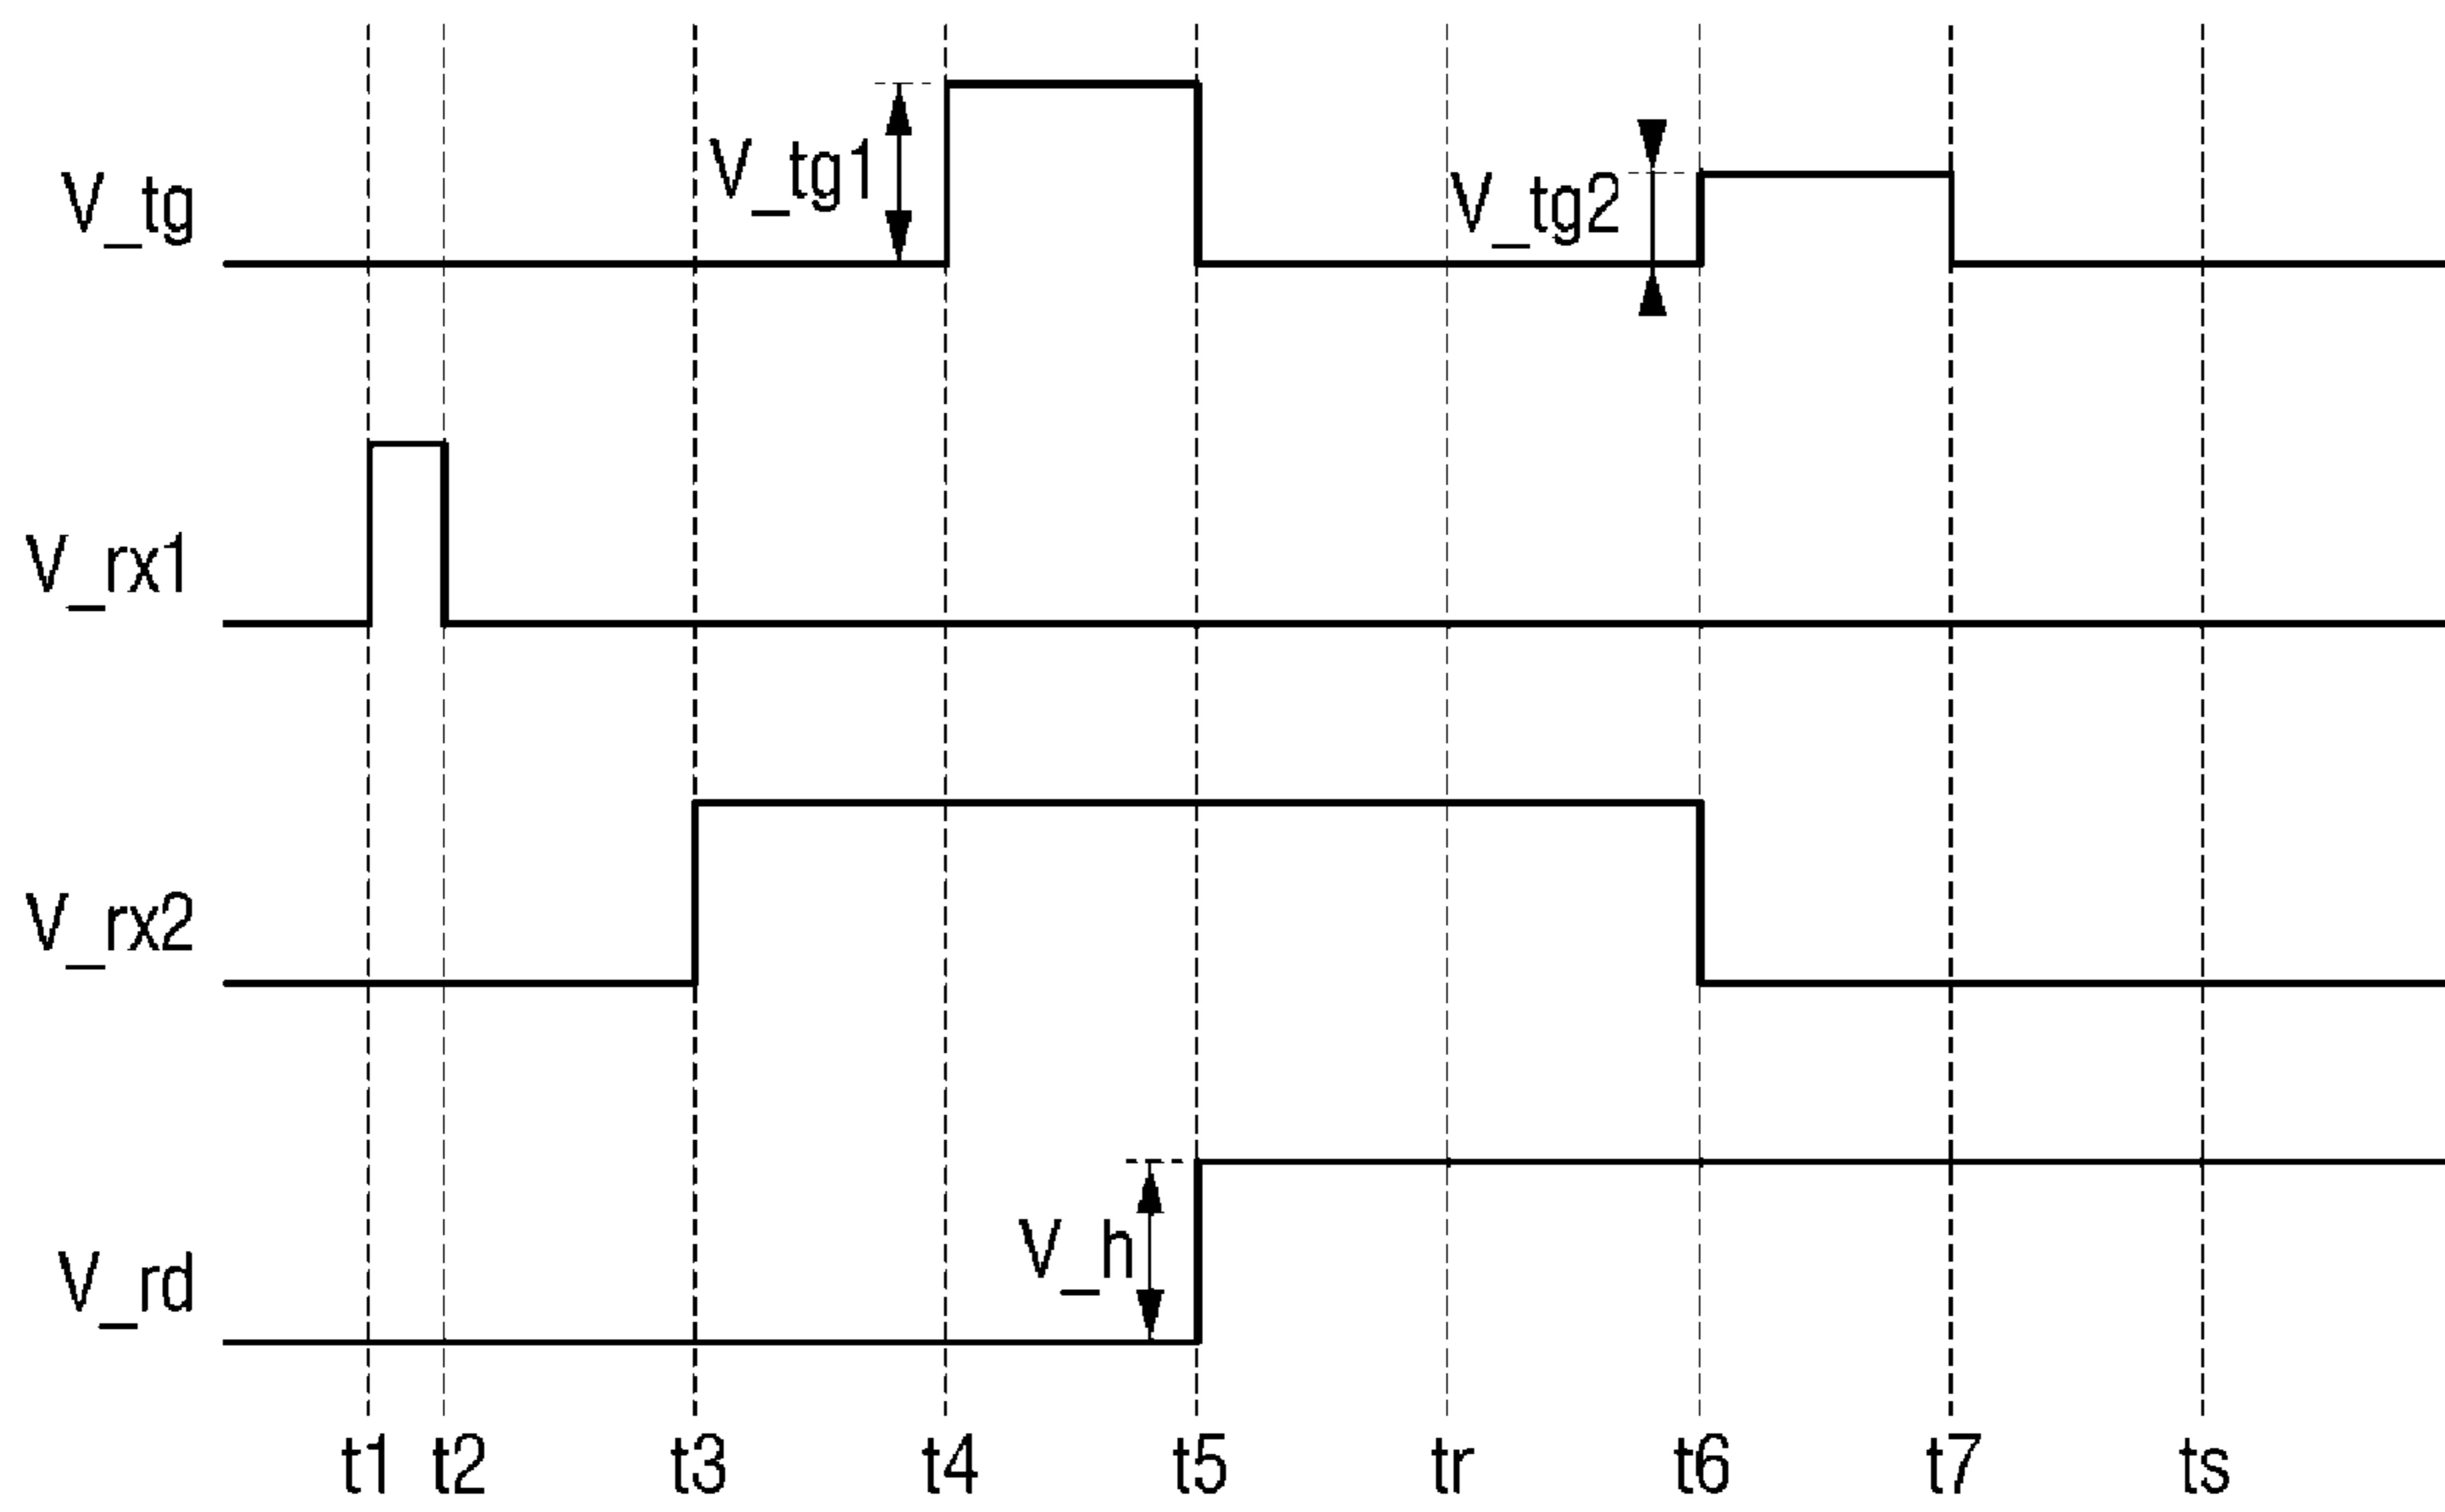 V_tg
V_tg1
V_tg2
V_rx1
V_rx2
V_rd
V_h
t1 t2 t3 t4 t5 tr t6 t7 ts